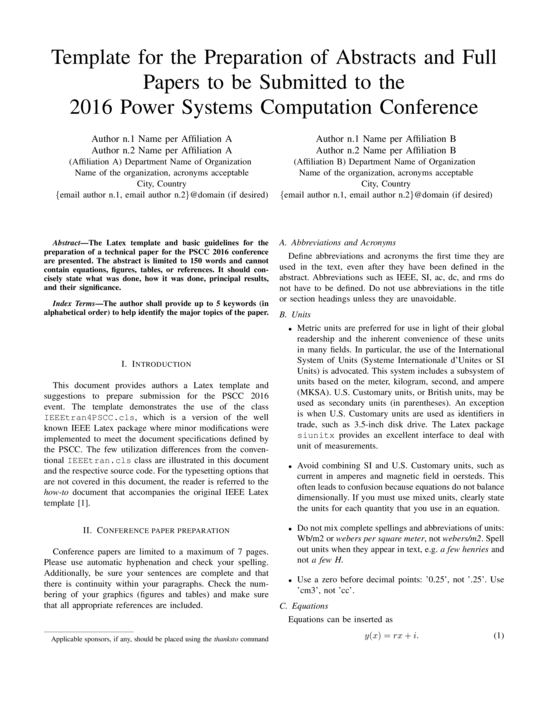 Template for the Preparation of Abstracts and Full
Papers to be Submitted to the
2016 Power Systems Computation Conference
Author n.1 Name per Affiliation A
Author n.2 Name per Affiliation A
(Affiliation A) Department Name of Organization
Name of the organization, acronyms acceptable
City, Country
{email author n.1, email author n.2}@domain (if desired)
Author n.1 Name per Affiliation B
Author n.2 Name per Affiliation B
(Affiliation B) Department Name of Organization
Name of the organization, acronyms acceptable
City, Country
{email author n.1, email author n.2}@domain (if desired)
Abstract—The Latex template and basic guidelines for the
preparation of a technical paper for the PSCC 2016 conference
are presented. The abstract is limited to 150 words and cannot
contain equations, figures, tables, or references. It should con-
cisely state what was done, how it was done, principal results,
and their significance.
Index Terms—The author shall provide up to 5 keywords (in
alphabetical order) to help identify the major topics of the paper.
I. Introduction
This document provides authors a Latex template and
suggestions to prepare submission for the PSCC 2016
event. The template demonstrates the use of the class
IEEEtran4PSCC.cls, which is a version of the well
known IEEE Latex package where minor modifications were
implemented to meet the document specifications defined by
the PSCC. The few utilization differences from the conven-
tional IEEEtran.cls class are illustrated in this document
and the respective source code. For the typesetting options that
are not covered in this document, the reader is referred to the
how-to document that accompanies the original IEEE Latex
template [1].
II. Conference Paper Preparation
Conference papers are limited to a maximum of 7 pages.
Please use automatic hyphenation and check your spelling.
Additionally, be sure your sentences are complete and that
there is continuity within your paragraphs. Check the num-
bering of your graphics (figures and tables) and make sure
that all appropriate references are included.
Applicable sponsors, if any, should be placed using the thanksto command
A. Abbreviations and Acronyms
Define abbreviations and acronyms the first time they are
used in the text, even after they have been defined in the
abstract. Abbreviations such as IEEE, SI, ac, dc, and rms do
not have to be defined. Do not use abbreviations in the title
or section headings unless they are unavoidable.
B. Units
• Metric units are preferred for use in light of their global
readership and the inherent convenience of these units
in many fields. In particular, the use of the International
System of Units (Systeme Internationale d'Unites or SI
Units) is advocated. This system includes a subsystem of
units based on the meter, kilogram, second, and ampere
(MKSA). U.S. Customary units, or British units, may be
used as secondary units (in parentheses). An exception
is when U.S. Customary units are used as identifiers in
trade, such as 3.5-inch disk drive. The Latex package
siunitx provides an excellent interface to deal with
unit of measurements.
• Avoid combining SI and U.S. Customary units, such as
current in amperes and magnetic field in oersteds. This
often leads to confusion because equations do not balance
dimensionally. If you must use mixed units, clearly state
the units for each quantity that you use in an equation.
• Do not mix complete spellings and abbreviations of units:
Wb/m2 or webers per square meter, not webers/m2. Spell
out units when they appear in text, e.g. a few henries and
not a few H.
• Use a zero before decimal points: '0.25', not '.25'. Use
'cm3', not 'cc'.
C. Equations
Equations can be inserted as
y(x) = rx + i. (1)